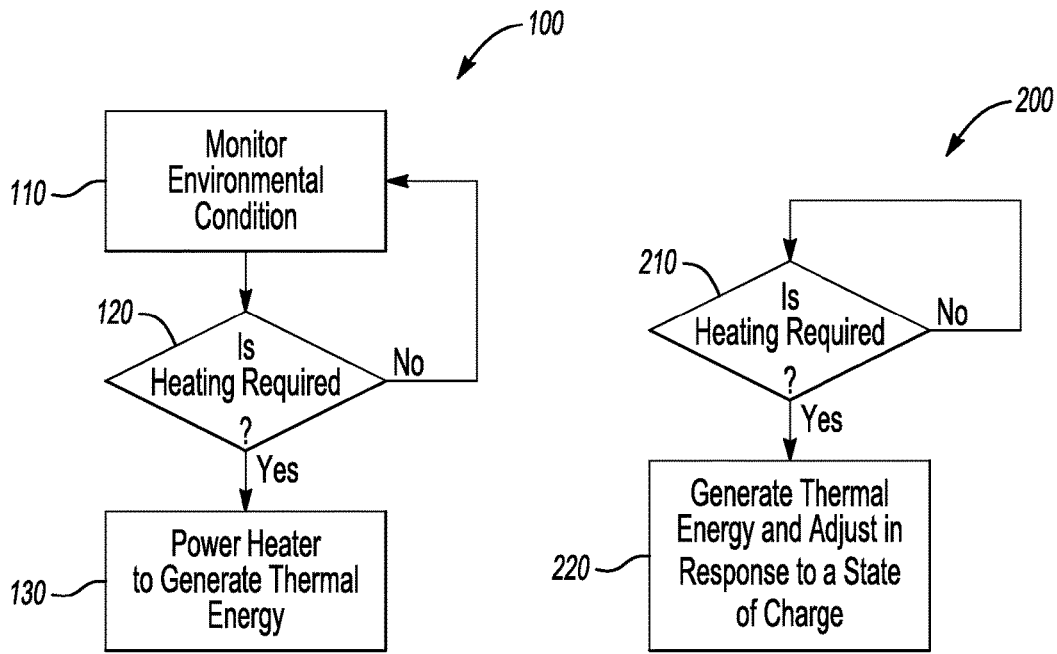 100
110
Monitor
Environmental
Condition
120
Is
Heating Required
?
No
Yes
130
Power Heater
to Generate Thermal
Energy
200
210
Is
Heating Required
?
No
Yes
220
Generate Thermal
Energy and Adjust in
Response to a State
of Charge